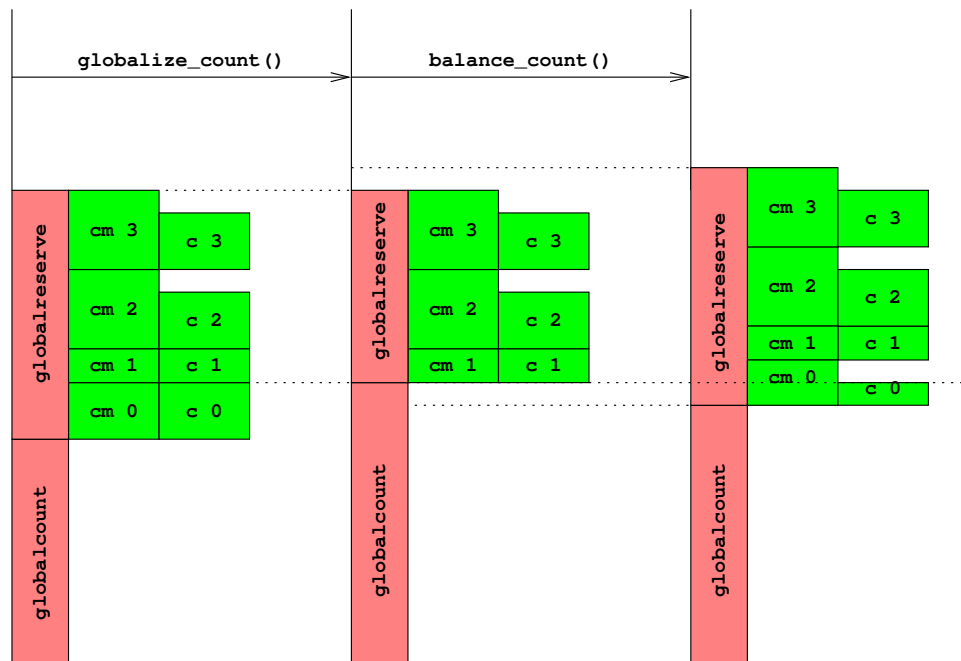 globalize_count()
balance_count()
globalreserve
cm 3
c 3
cm 2
c 2
cm 1
c 1
cm 0
c 0
globalcount
globalreserve
cm 3
c 3
cm 2
c 2
cm 1
c 1
globalcount
globalreserve
cm 3
c 3
cm 2
c 2
cm 1
c 1
cm 0
c 0
globalcount